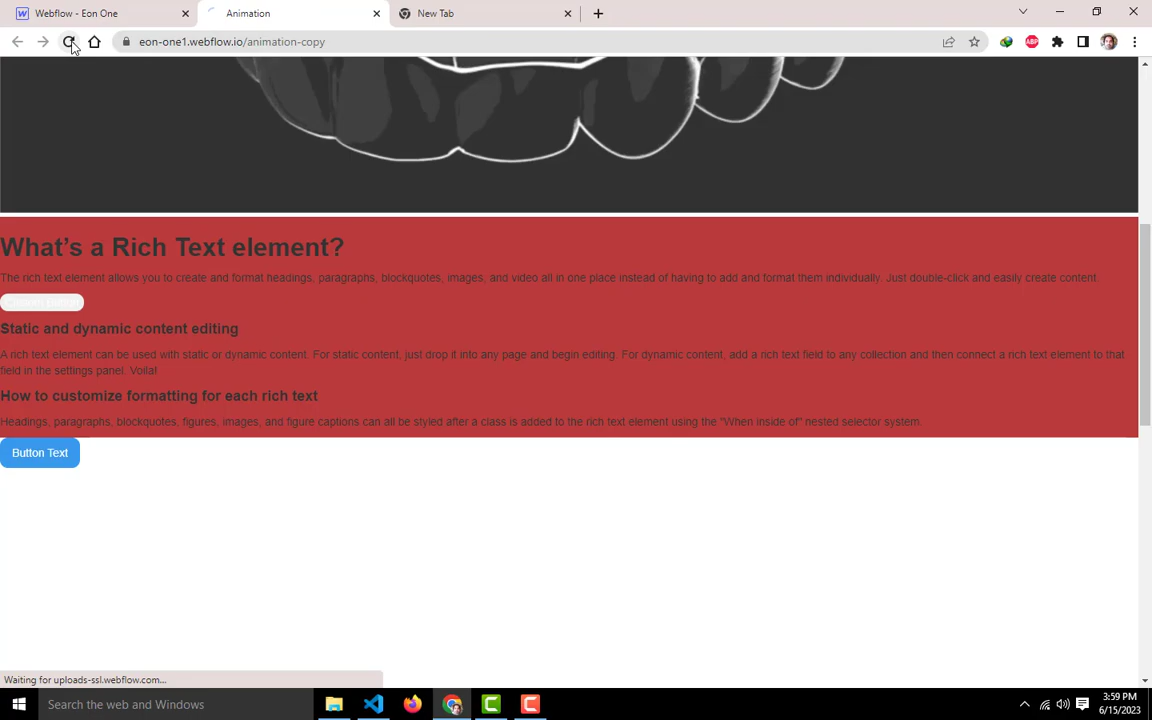 Webflow - Eon One
Animation
New Tab
eon-one1.webflow.io/animation-copy
ABP
What’s a Rich Text element?
The rich text element allows you to create and format headings, paragraphs, blockquotes, images, and video all in one place instead of having to add and format them individually. Just double-click and easily create content.
Static and dynamic content editing
A rich text element can be used with static or dynamic content. For static content, just drop it into any page and begin editing. For dynamic content, add a rich text field to any collection and then connect a rich text element to that
field in the settings panel. Voila!
How to customize formatting for each rich text
Headings, paragraphs, blockquotes, figures, images, and figure captions can all be styled after a class is added to the rich text element using the "When inside of" nested selector system.
Button Text
Waiting for uploads-ssl.webflow.com...
Search the web and Windows
3:59 PM
6/15/2023